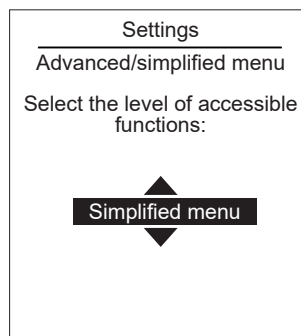 Settings
Advanced/simplified menu
Select the level of accessible
functions:
Simplified menu